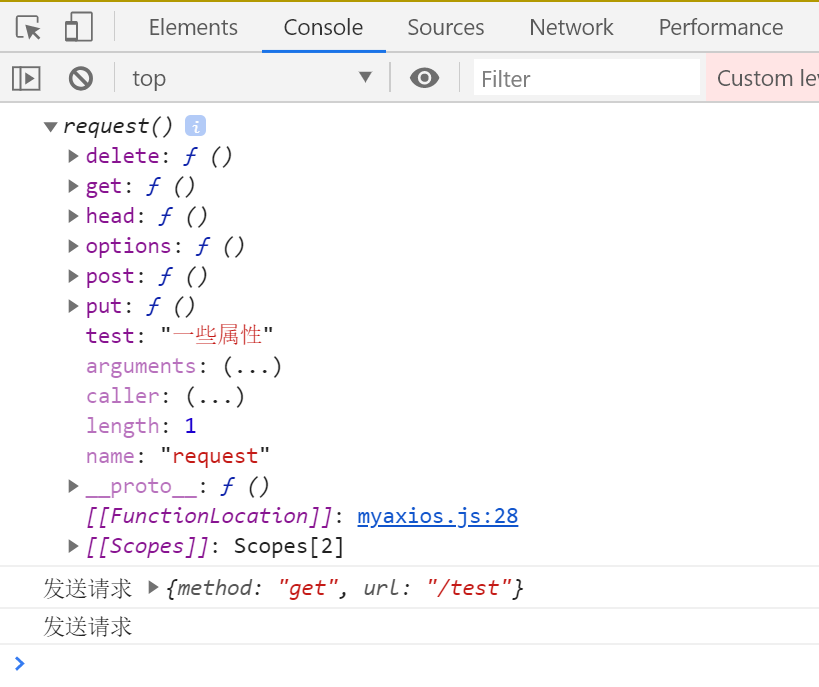 Elements Console Sources Network Performance
top Filter Custom le
request() i
delete: ƒ ()
get: ƒ ()
head: ƒ ()
options: ƒ ()
post: ƒ ()
put: ƒ ()
test: "一些属性"
arguments: (...)
caller: (...)
length: 1
name: "request"
__proto__: ƒ ()
[[FunctionLocation]]: myaxios.js:28
[[Scopes]]: Scopes[2]
发送请求 {method: "get", url: "/test"}
发送请求